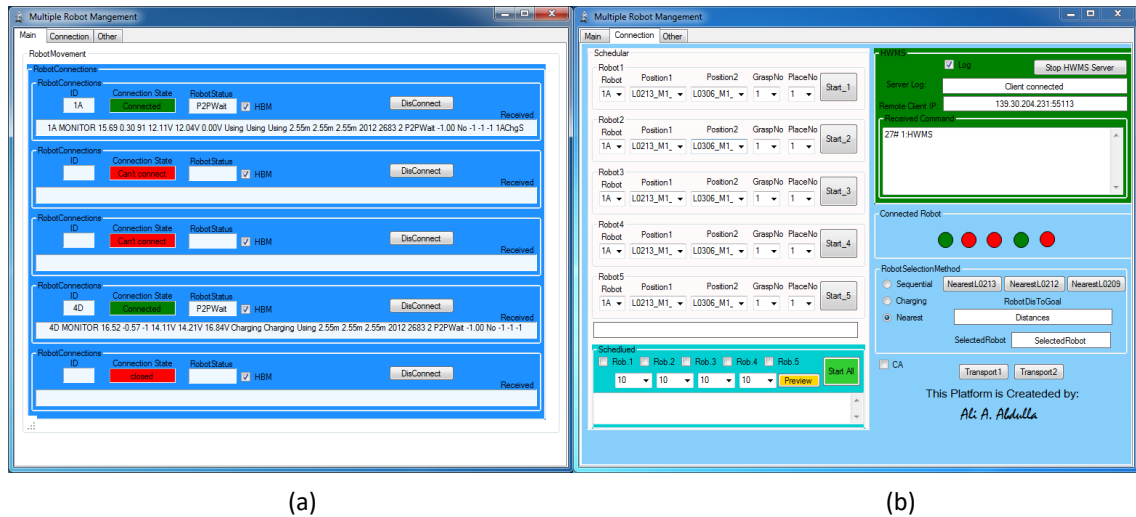 Multiple Robot Mangement
Main Connection Other
RobotMovement
RobotConnections
RobotConnections
ID Connection State RobotStatus
1A Connected P2PWait HBM DisConnect
Received
1A MONITOR 15.69 0.30 91 12.11V 12.04V 0.00V Using Using Using 2.55m 2.55m 2.55m 2012 2683 2 P2PWait -1.00 No -1 -1 -1 1AChgS
RobotConnections
ID Connection State RobotStatus
Can't connect HBM DisConnect
Received
RobotConnections
ID Connection State RobotStatus
Can't connect HBM DisConnect
Received
RobotConnections
ID Connection State RobotStatus
4D Connected P2PWait HBM DisConnect
Received
4D MONITOR 16.52 -0.57 -1 14.11V 14.21V 16.84V Charging Charging Using 2.55m 2.55m 2.55m 2012 2683 2 P2PWait -1.00 No -1 -1 -1
RobotConnections
ID Connection State RobotStatus
closed HBM DisConnect
Received
(a)
Multiple Robot Mangement
Main Connection Other
Schedular
Robot1
Robot Position1 Position2 GraspNo PlaceNo
1A L0213_M1_ L0306_M1_ 1 1 Start_1
Robot2
Robot Position1 Position2 GraspNo PlaceNo
1A L0213_M1_ L0306_M1_ 1 1 Start_2
Robot3
Robot Position1 Position2 GraspNo PlaceNo
1A L0213_M1_ L0306_M1_ 1 1 Start_3
Robot4
Robot Position1 Position2 GraspNo PlaceNo
1A L0213_M1_ L0306_M1_ 1 1 Start_4
Robot5
Robot Position1 Position2 GraspNo PlaceNo
1A L0213_M1_ L0306_M1_ 1 1 Start_5
Schedlued
Rob.1 Rob.2 Rob.3 Rob.4 Rob.5
10 10 10 10 Preview Start All
HWMS
Log Stop HWMS Server
Server Log: Client connected
Remote Client IP: 139.30.204.231:55113
Received Command
27# 1:HWMS
Connected Robot
RobotSelectionMethod
Sequential NearestL0213 NearestL0212 NearestL0209
Charging RobotDisToGoal
Nearest Distances
SelectedRobot SelectedRobot
CA Transport1 Transport2
This Platform is Createded by:
Ali A. Abdulla
(b)